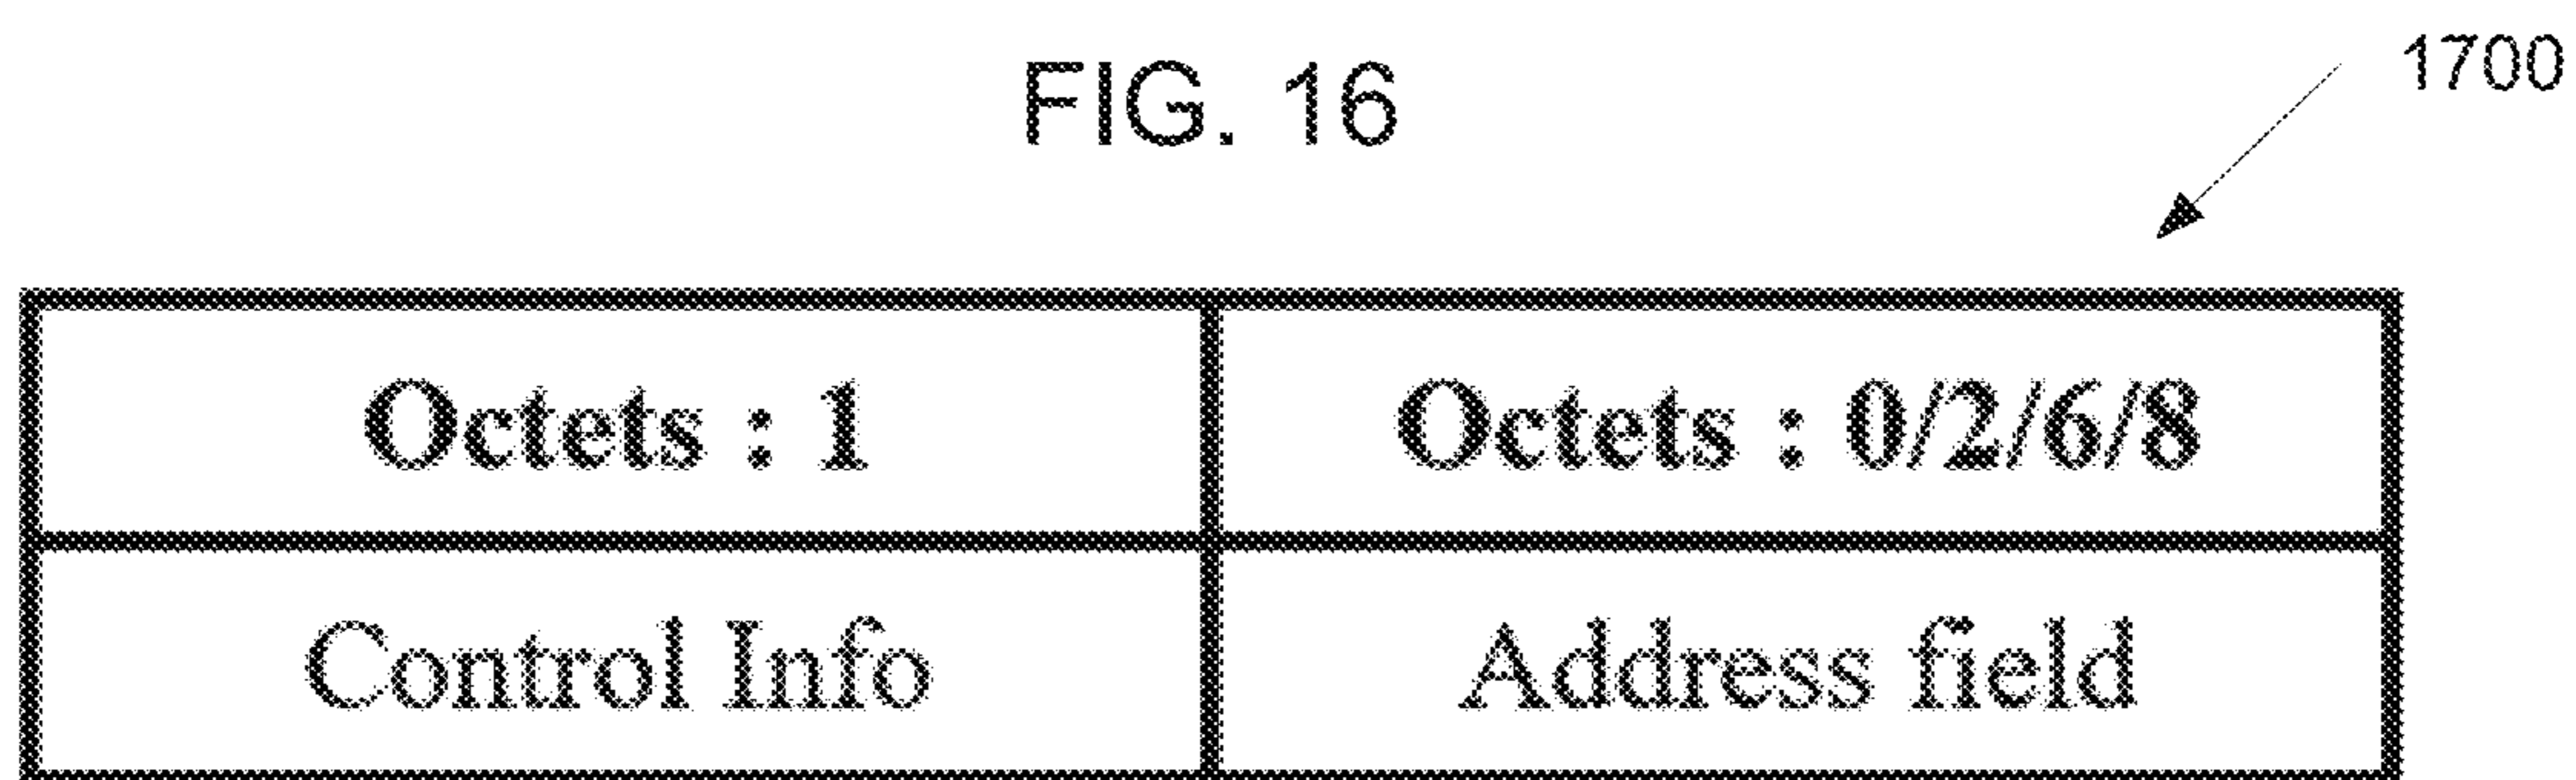 FIG. 16
1700
Octets : 1
Octets : 0/2/6/8
Control Info
Address field